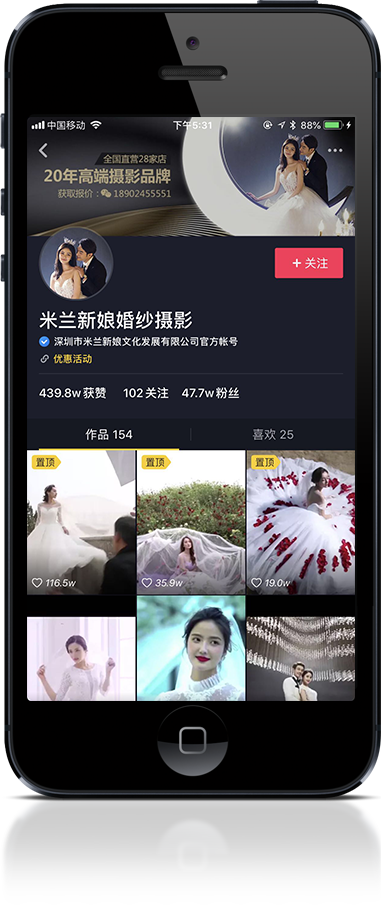 中国移动 下午5:31 88%
全国直营28家店
20年高端摄影品牌
获取报价: 18902455551
+ 关注
米兰新娘婚纱摄影
深圳市米兰新娘文化发展有限公司官方帐号
优惠活动
439.8w 获赞 102 关注 47.7w 粉丝
作品 154 喜欢 25
置顶 置顶 置顶
116.5w 35.9w 19.0w